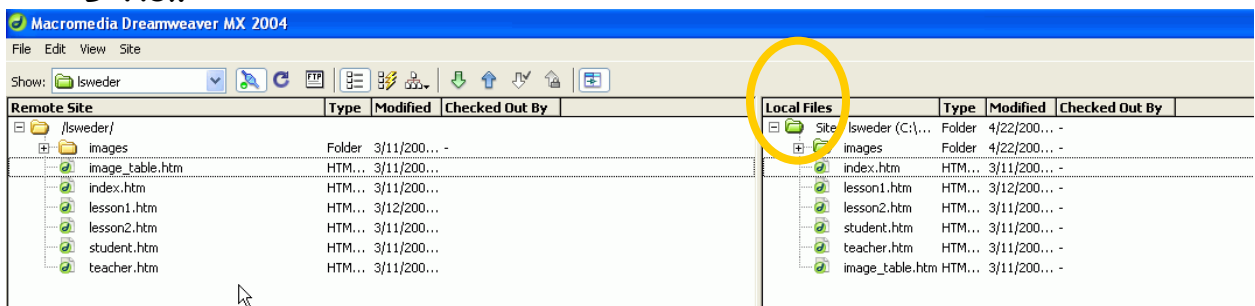 Macromedia Dreamweaver MX 2004
File Edit View Site
Show: lsweder
FTP
Remote Site Type Modified Checked Out By
/lsweder/
images Folder 3/11/200... -
image_table.htm HTM... 3/11/200...
index.htm HTM... 3/11/200...
lesson1.htm HTM... 3/12/200...
lesson2.htm HTM... 3/11/200...
student.htm HTM... 3/11/200...
teacher.htm HTM... 3/11/200...
Local Files Type Modified Checked Out By
Site lsweder (C:\... Folder 4/22/200... -
images Folder 4/22/200... -
index.htm HTM... 3/11/200... -
lesson1.htm HTM... 3/12/200... -
lesson2.htm HTM... 3/11/200... -
student.htm HTM... 3/11/200... -
teacher.htm HTM... 3/11/200... -
image_table.htm HTM... 3/11/200... -